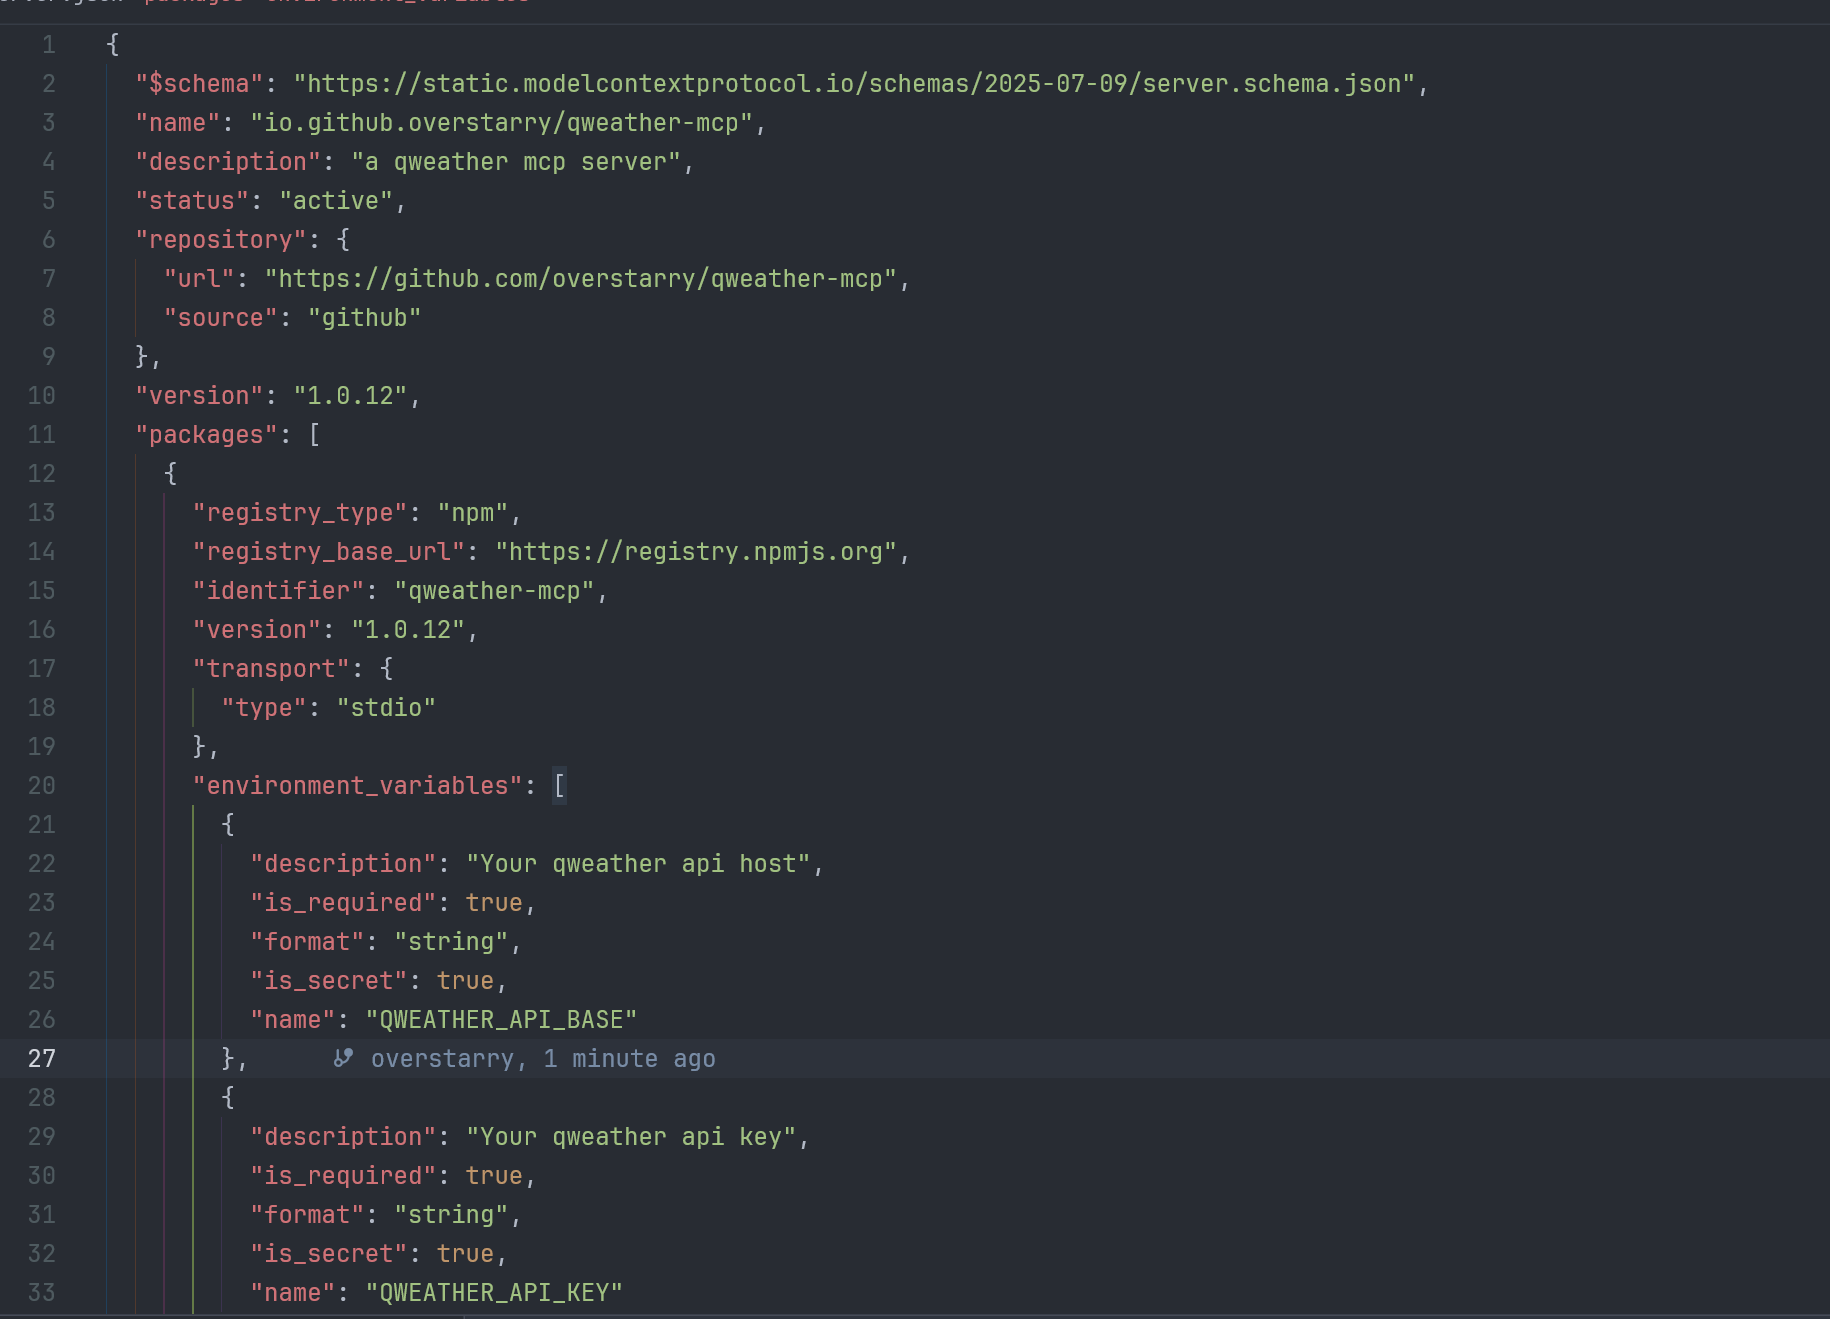 1 {
2 "$schema": "https://static.modelcontextprotocol.io/schemas/2025-07-09/server.schema.json",
3 "name": "io.github.overstarry/qweather-mcp",
4 "description": "a qweather mcp server",
5 "status": "active",
6 "repository": {
7 "url": "https://github.com/overstarry/qweather-mcp",
8 "source": "github"
9 },
10 "version": "1.0.12",
11 "packages": [
12 {
13 "registry_type": "npm",
14 "registry_base_url": "https://registry.npmjs.org",
15 "identifier": "qweather-mcp",
16 "version": "1.0.12",
17 "transport": {
18 "type": "stdio"
19 },
20 "environment_variables": [
21 {
22 "description": "Your qweather api host",
23 "is_required": true,
24 "format": "string",
25 "is_secret": true,
26 "name": "QWEATHER_API_BASE"
27 }, overstarry, 1 minute ago
28 {
29 "description": "Your qweather api key",
30 "is_required": true,
31 "format": "string",
32 "is_secret": true,
33 "name": "QWEATHER_API_KEY"